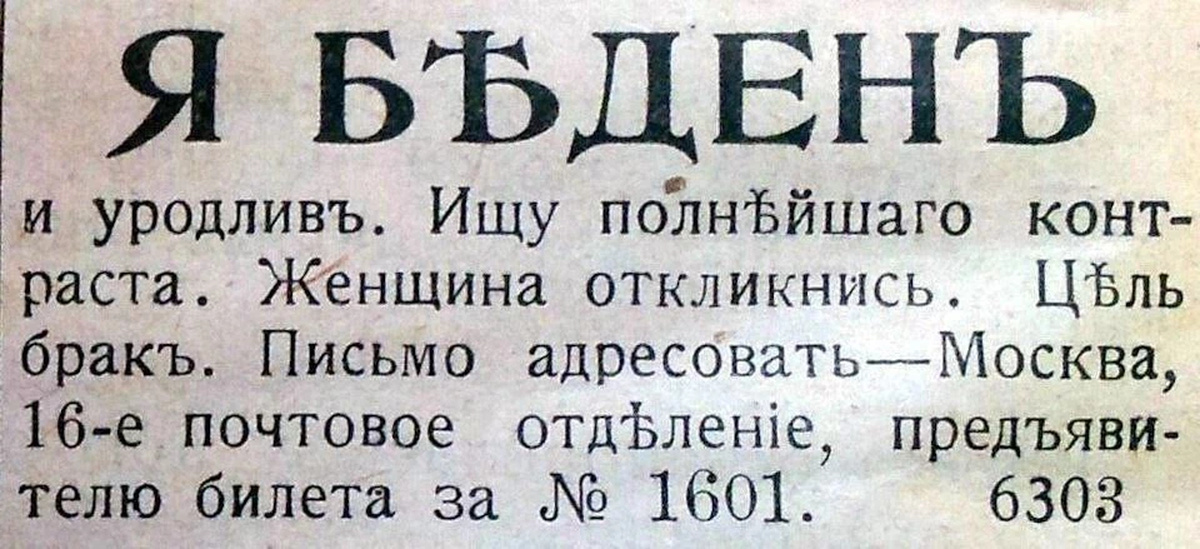 Я БѢДЕНЪ
и уродливъ. Ищу полнѣйшаго конт-
раста. Женщина откликнись. Цѣль
бракъ. Письмо адресовать—Москва,
16-е почтовое отдѣленіе, предъяви-
телю билета за № 1601. 6303